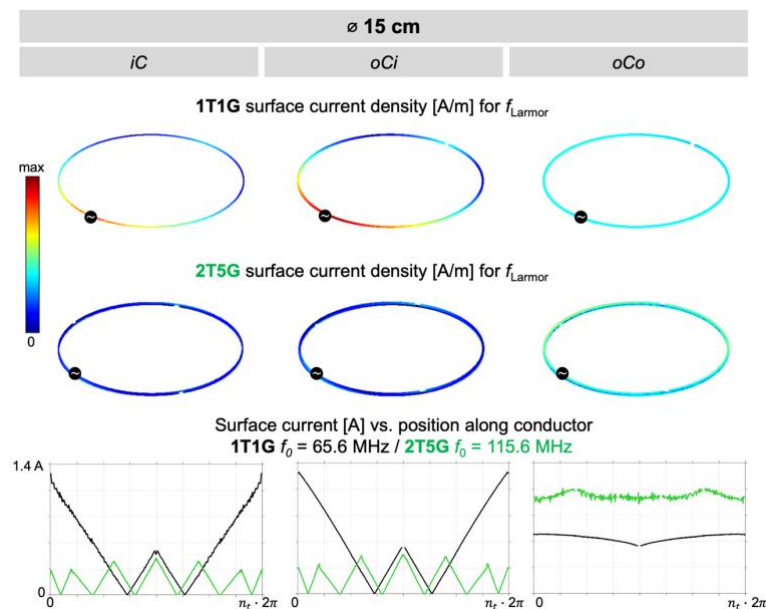 ⌀ 15 cm
iC oCi oCo
1T1G surface current density [A/m] for fLarmor
max
0
2T5G surface current density [A/m] for fLarmor
Surface current [A] vs. position along conductor
1T1G f0 = 65.6 MHz / 2T5G f0 = 115.6 MHz
1.4 A
0
0 nt · 2π 0 nt · 2π 0 nt · 2π